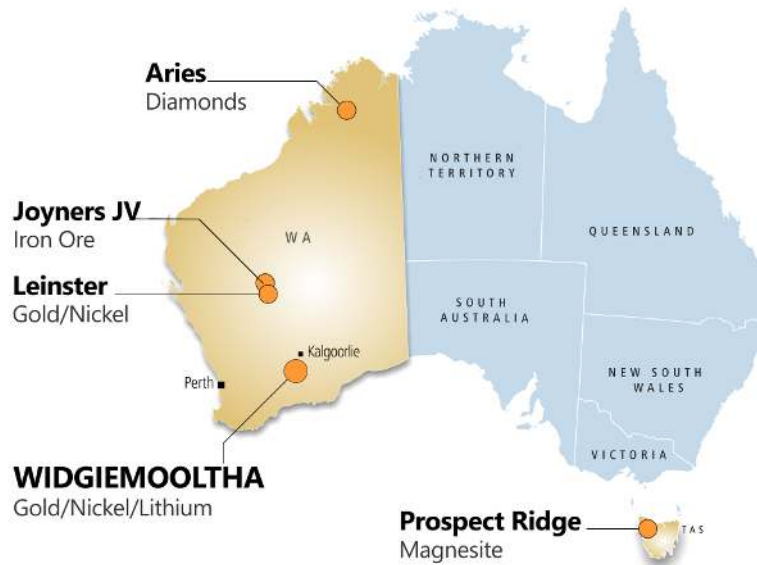 Aries
Diamonds
NORTHERN
TERRITORY
Joyners JV
Iron Ore
WA
QUEENSLAND
Leinster
Gold/Nickel
SOUTH
AUSTRALIA
Kalgoorlie
Perth
NEW SOUTH
WALES
VICTORIA
WIDGIEMOOLTHA
Gold/Nickel/Lithium
Prospect Ridge
Magnesite
TAS